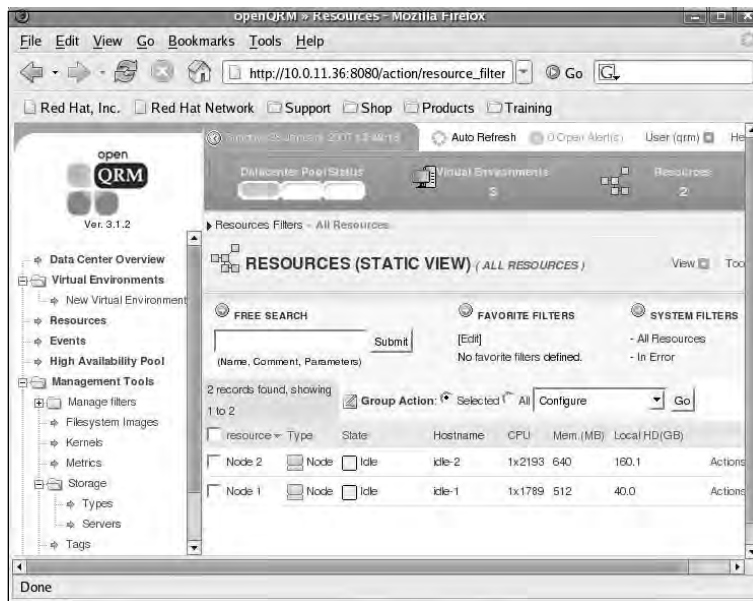 openQRM » Resources - Mozilla Firefox
File Edit View Go Bookmarks Tools Help
http://10.0.11.36:8080/action/resource_filter Go G
Red Hat, Inc. Red Hat Network Support Shop Products Training
Auto Refresh 0 Open Alert(s) User (qrm) He
open
QRM
Ver. 3.1.2
Datacenter Pool Status
Virtual Environments
3
Resources
2
Resources Filters - All Resources
RESOURCES (STATIC VIEW) ( ALL RESOURCES ) View Too
Data Center Overview
Virtual Environments
New Virtual Environment
Resources
Events
High Availability Pool
Management Tools
Manage filters
Filesystem Images
Kernels
Metrics
Storage
Types
Servers
Tags
FREE SEARCH
Submit
(Name, Comment, Parameters)
FAVORITE FILTERS
[Edit]
No favorite filters defined.
SYSTEM FILTERS
- All Resources
- In Error
2 records found, showing
1 to 2
Group Action: Selected All Configure Go
resource Type State Hostname CPU Mem.(MB) Local HD(GB)
Node 2 Node Idle idle-2 1x2193 640 160.1 Actions
Node 1 Node Idle idle-1 1x1789 512 40.0 Actions
Done